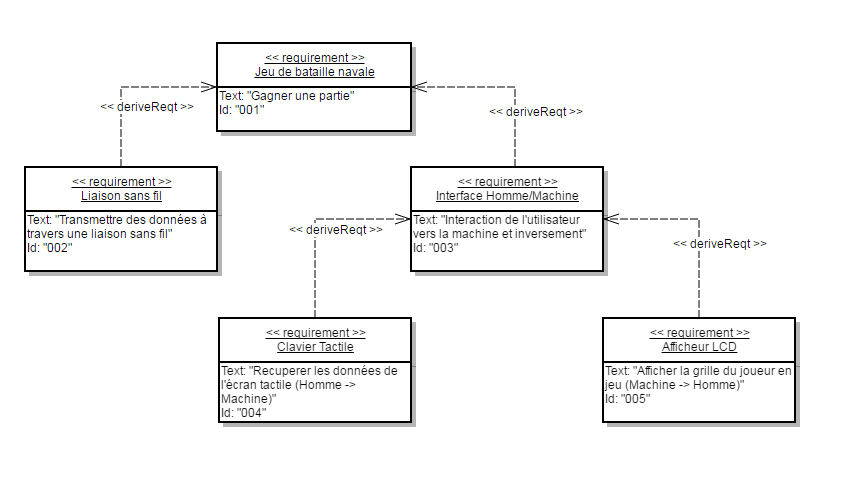 << requirement >>
Jeu de bataille navale
Text: "Gagner une partie"
Id: "001"
<< deriveReqt >>
<< deriveReqt >>
<< requirement >>
Liaison sans fil
Text: "Transmettre des données à
travers une liaison sans fil"
Id: "002"
<< requirement >>
Interface Homme/Machine
Text: "Interaction de l'utilisateur
vers la machine et inversement"
Id: "003"
<< deriveReqt >>
<< deriveReqt >>
<< requirement >>
Clavier Tactile
Text: "Recuperer les données de
l'écran tactile (Homme ->
Machine)"
Id: "004"
<< requirement >>
Afficheur LCD
Text: "Afficher la grille du joueur en
jeu (Machine -> Homme)"
Id: "005"